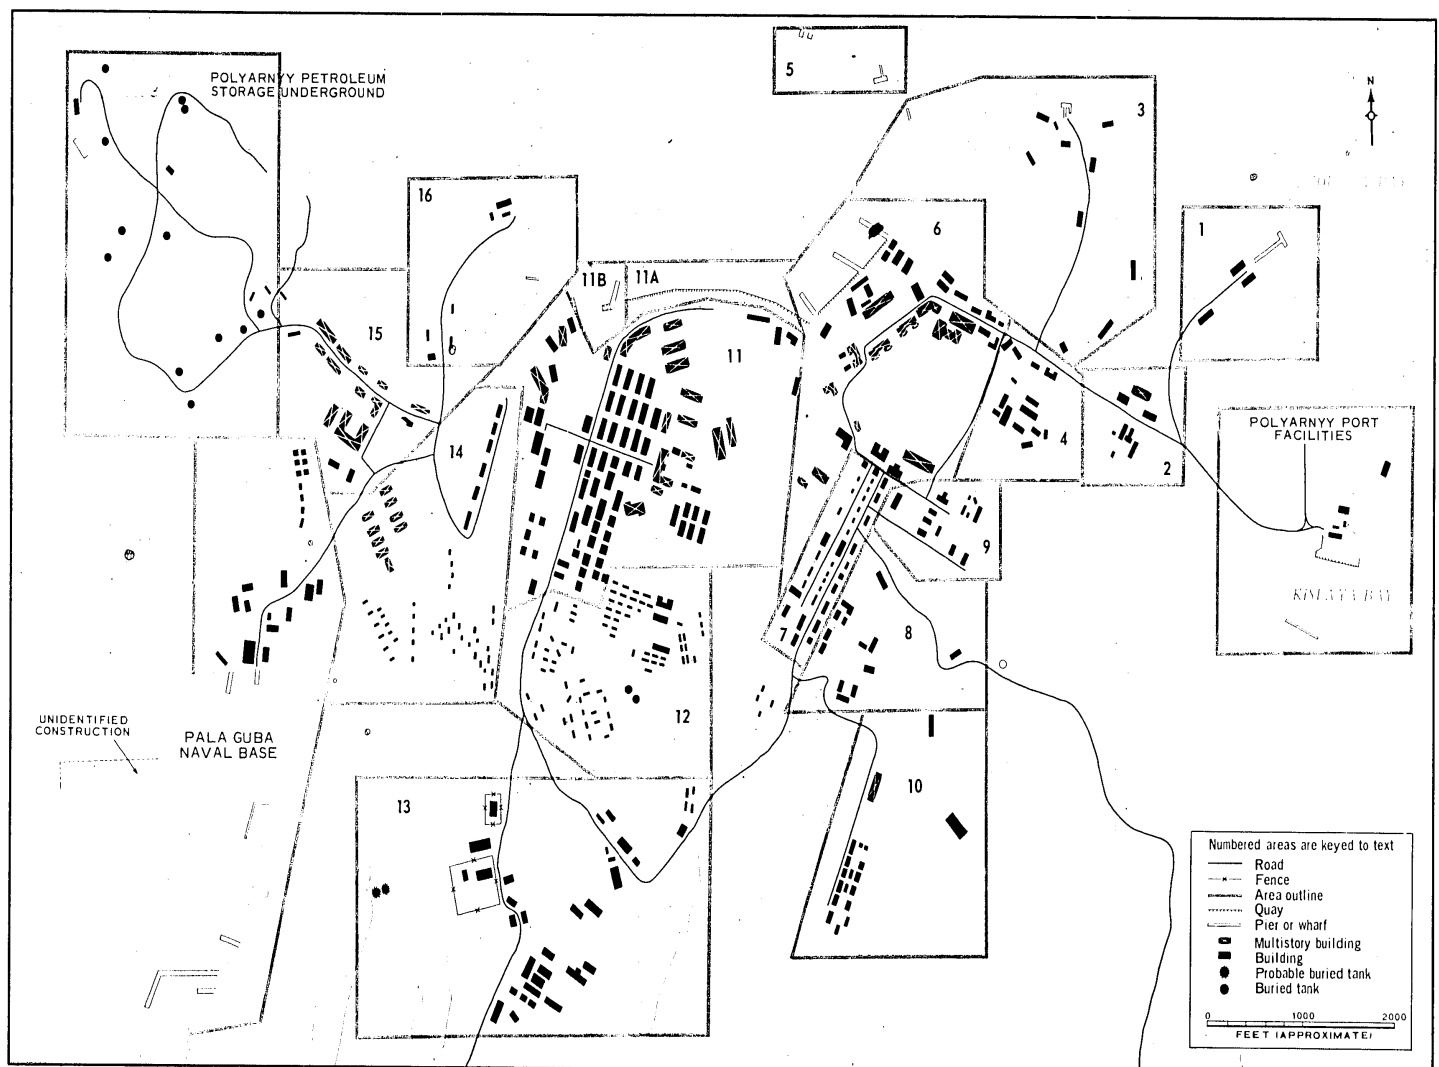 POLYARNYY PETROLEUM
STORAGE UNDERGROUND
5
3
N
16
6
1
11B
11A
15
11
POLYARNYY PORT
FACILITIES
14
4
2
9
7
8
KISLAYA BAY
12
UNIDENTIFIED
CONSTRUCTION
PALA GUBA
NAVAL BASE
13
10
Numbered areas are keyed to text
Road
Fence
Area outline
Quay
Pier or wharf
Multistory building
Building
Probable buried tank
Buried tank
0 1000 2000
FEET (APPROXIMATE)